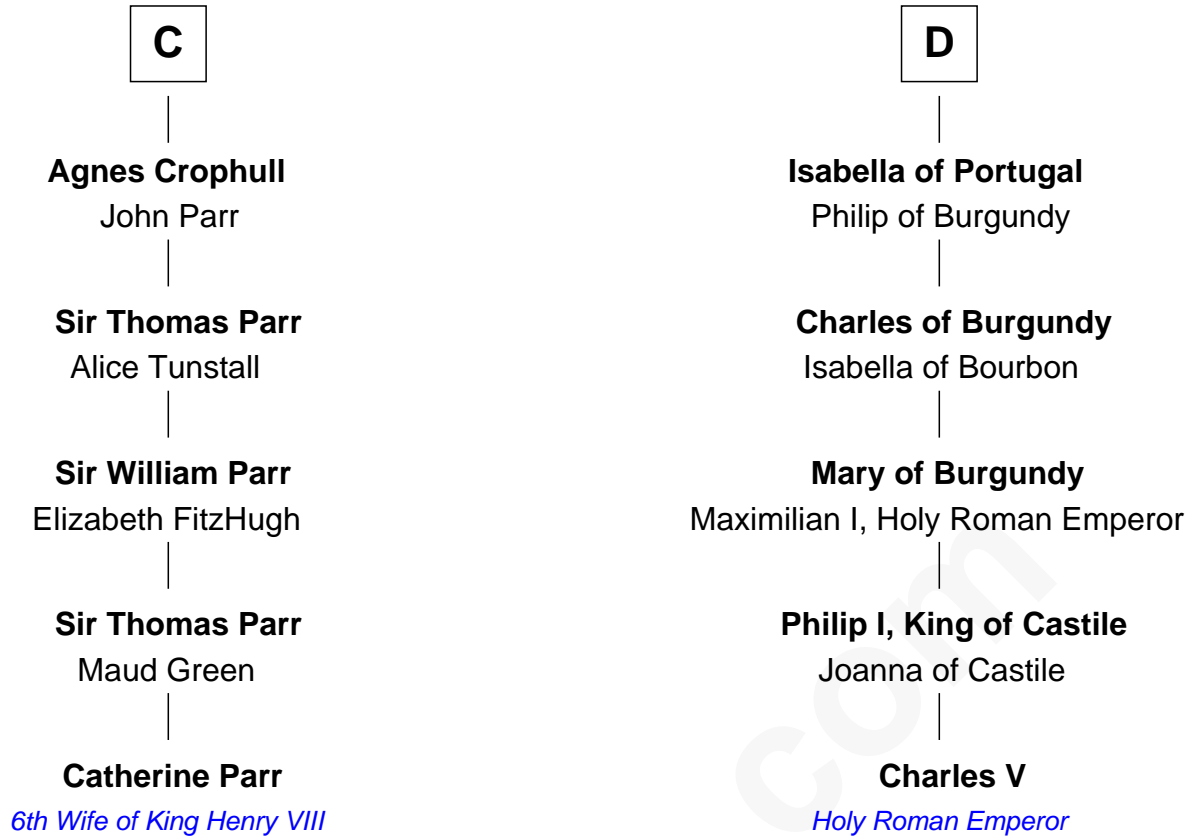 C
Agnes Crophull
John Parr
Sir Thomas Parr
Alice Tunstall
Sir William Parr
Elizabeth FitzHugh
Sir Thomas Parr
Maud Green
Catherine Parr
6th Wife of King Henry VIII
D
Isabella of Portugal
Philip of Burgundy
Charles of Burgundy
Isabella of Bourbon
Mary of Burgundy
Maximilian I, Holy Roman Emperor
Philip I, King of Castile
Joanna of Castile
Charles V
Holy Roman Emperor
com